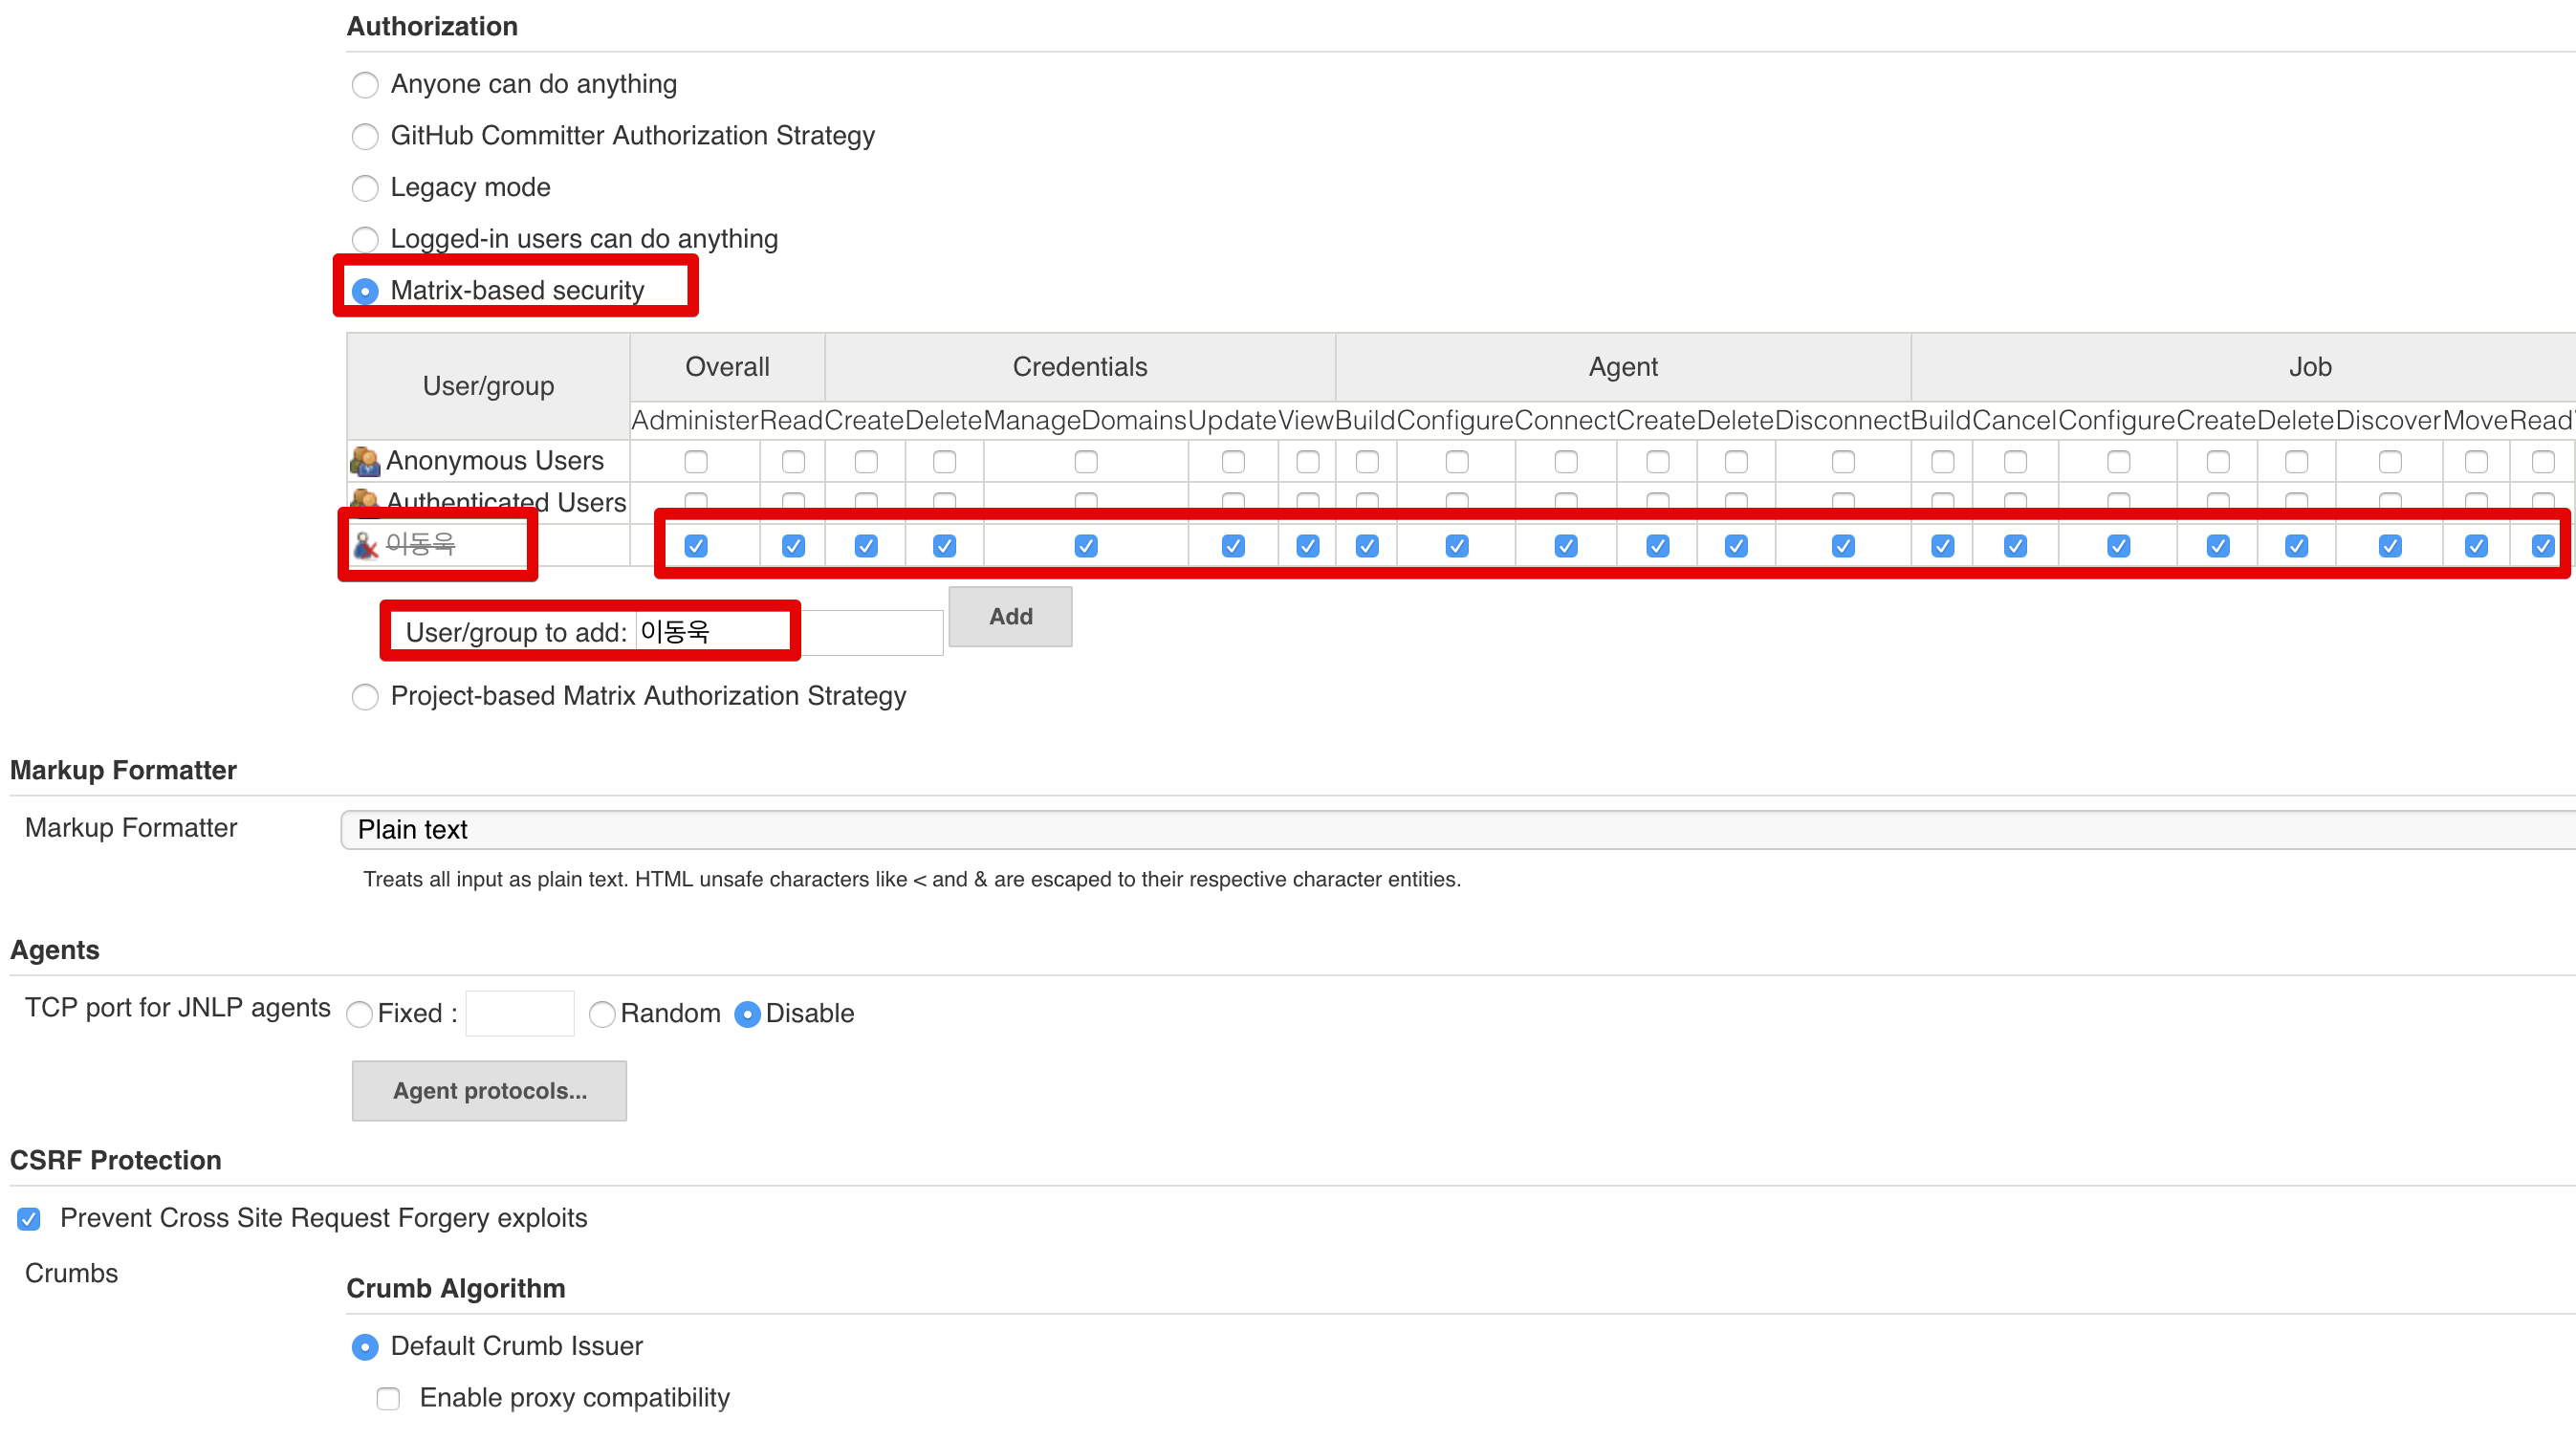 Authorization
Anyone can do anything
GitHub Committer Authorization Strategy
Legacy mode
Logged-in users can do anything
Matrix-based security
User/group Overall Credentials Agent Job
Administer Read Create Delete ManageDomains Update View Build Configure Connect Create Delete Disconnect Build Cancel Configure Create Delete Discover Move Read
Anonymous Users
Authenticated Users
이동욱
User/group to add: 이동욱 Add
Project-based Matrix Authorization Strategy
Markup Formatter
Markup Formatter Plain text
Treats all input as plain text. HTML unsafe characters like < and & are escaped to their respective character entities.
Agents
TCP port for JNLP agents Fixed : Random Disable
Agent protocols...
CSRF Protection
Prevent Cross Site Request Forgery exploits
Crumbs
Crumb Algorithm
Default Crumb Issuer
Enable proxy compatibility